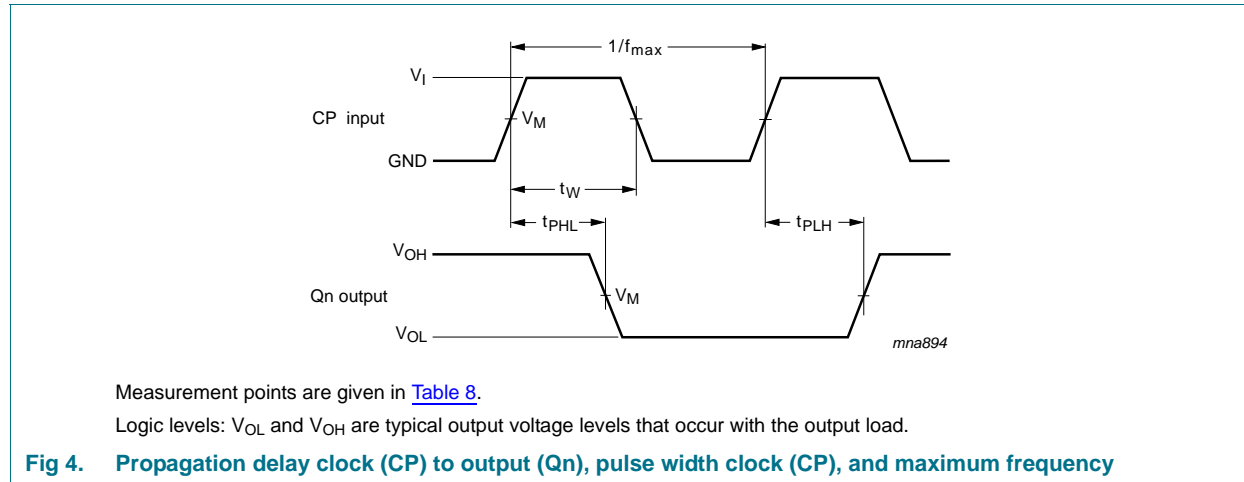 1/fmax
VI
CP input
VM
GND
tW
tPHL
tPLH
VOH
Qn output
VM
VOL
mna894
Measurement points are given in Table 8.
Logic levels: VOL and VOH are typical output voltage levels that occur with the output load.
Fig 4. Propagation delay clock (CP) to output (Qn), pulse width clock (CP), and maximum frequency